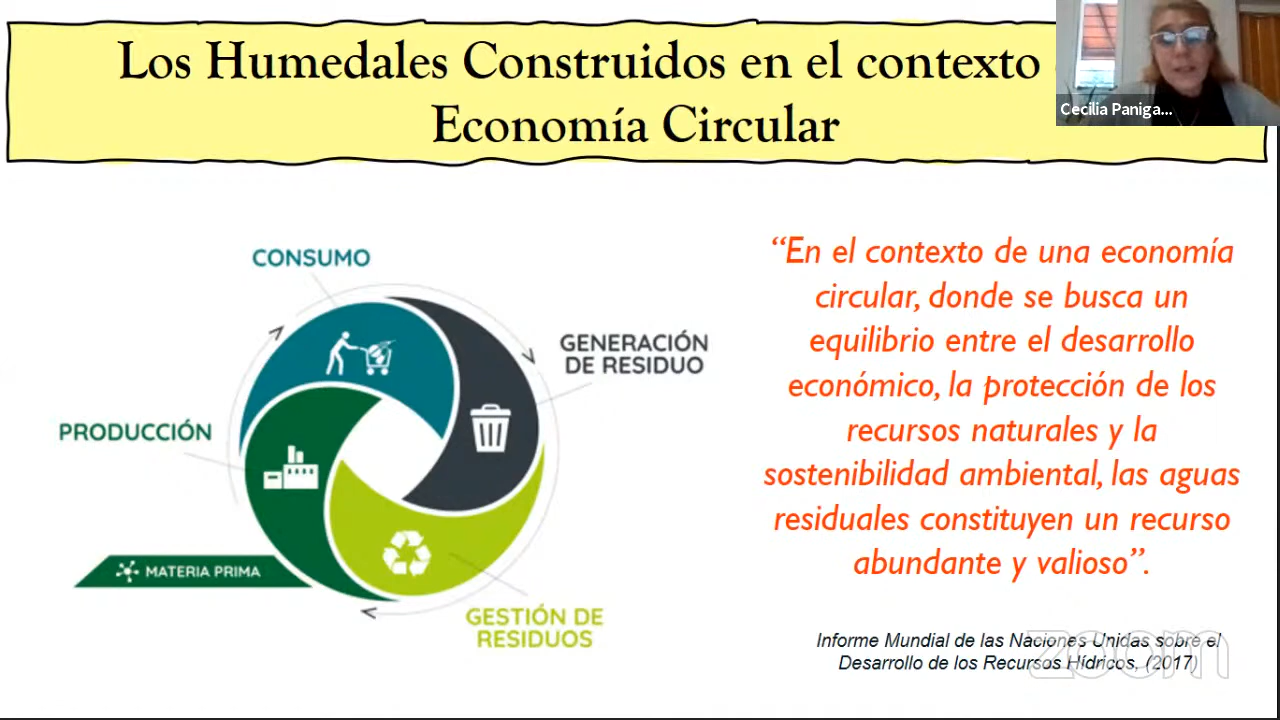 Los Humedales Construidos en el contexto
Economía Circular
Cecilia Paniga...
CONSUMO
GENERACIÓN
DE RESIDUO
PRODUCCIÓN
MATERIA PRIMA
GESTIÓN DE
RESIDUOS
“En el contexto de una economía
circular, donde se busca un
equilibrio entre el desarrollo
económico, la protección de los
recursos naturales y la
sostenibilidad ambiental, las aguas
residuales constituyen un recurso
abundante y valioso”.
Informe Mundial de las Naciones Unidas sobre el
Desarrollo de los Recursos Hídricos, (2017)
zoom